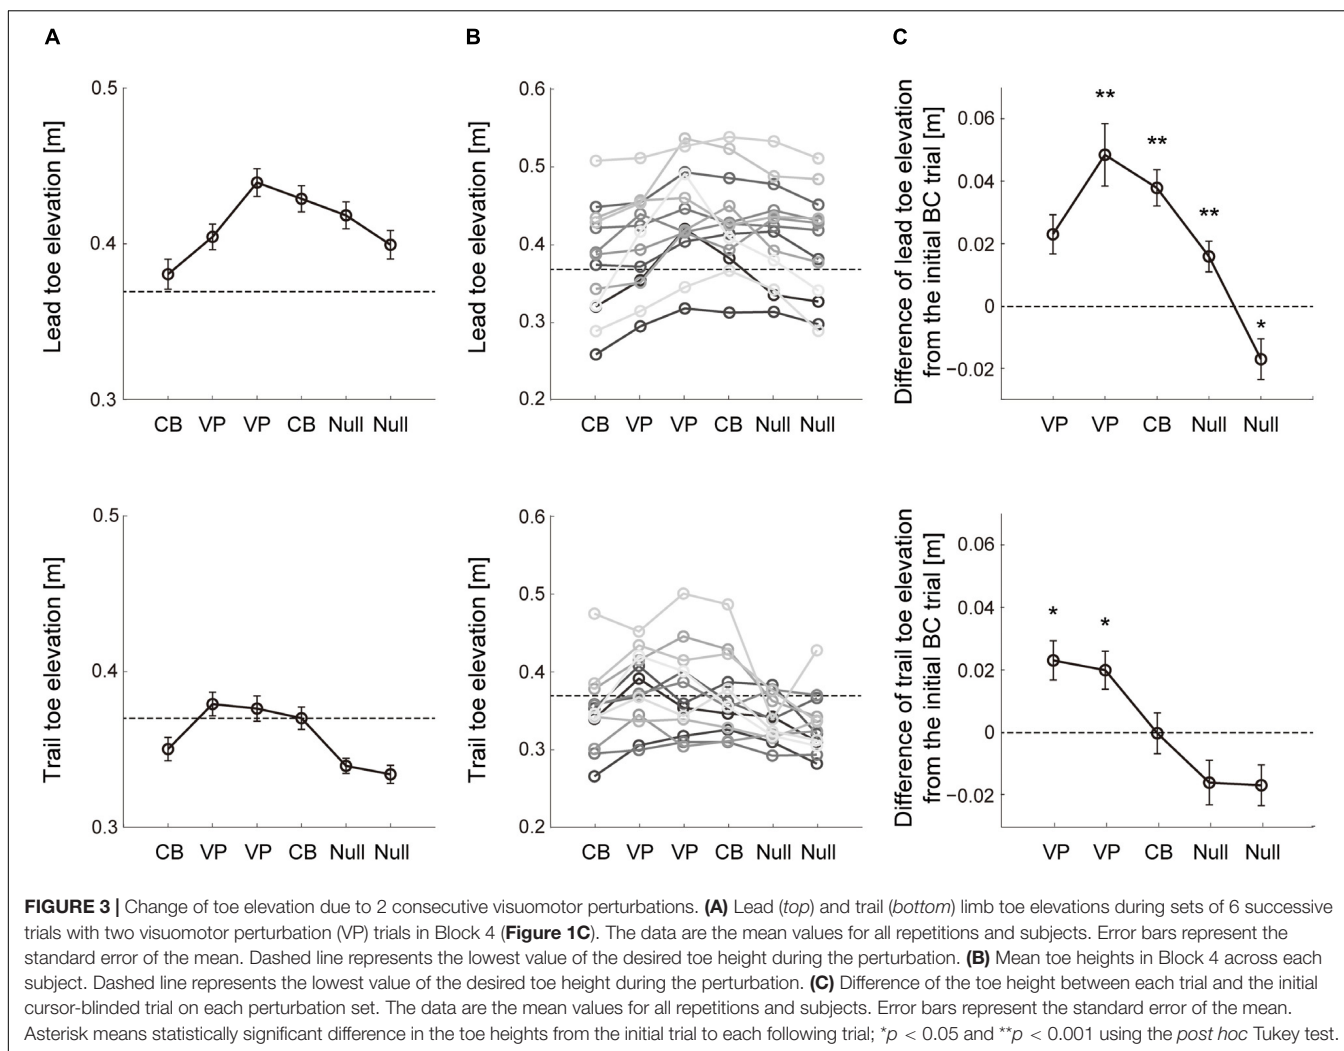 A
B
C
Lead toe elevation [m]
0.5
0.4
0.3
CB VP VP CB Null Null
Lead toe elevation [m]
0.6
0.5
0.4
0.3
0.2
CB VP VP CB Null Null
Difference of lead toe elevation
from the initial BC trial [m]
0.06
0.04
0.02
0
−0.02
**
**
**
*
VP VP CB Null Null
Trail toe elevation [m]
0.5
0.4
0.3
CB VP VP CB Null Null
Trail toe elevation [m]
0.6
0.5
0.4
0.3
0.2
CB VP VP CB Null Null
Difference of trail toe elevation
from the initial BC trial [m]
0.06
0.04
0.02
0
−0.02
*
*
VP VP CB Null Null
FIGURE 3 | Change of toe elevation due to 2 consecutive visuomotor perturbations. (A) Lead (top) and trail (bottom) limb toe elevations during sets of 6 successive
trials with two visuomotor perturbation (VP) trials in Block 4 (Figure 1C). The data are the mean values for all repetitions and subjects. Error bars represent the
standard error of the mean. Dashed line represents the lowest value of the desired toe height during the perturbation. (B) Mean toe heights in Block 4 across each
subject. Dashed line represents the lowest value of the desired toe height during the perturbation. (C) Difference of the toe height between each trial and the initial
cursor-blinded trial on each perturbation set. The data are the mean values for all repetitions and subjects. Error bars represent the standard error of the mean.
Asterisk means statistically significant difference in the toe heights from the initial trial to each following trial; *p < 0.05 and **p < 0.001 using the post hoc Tukey test.